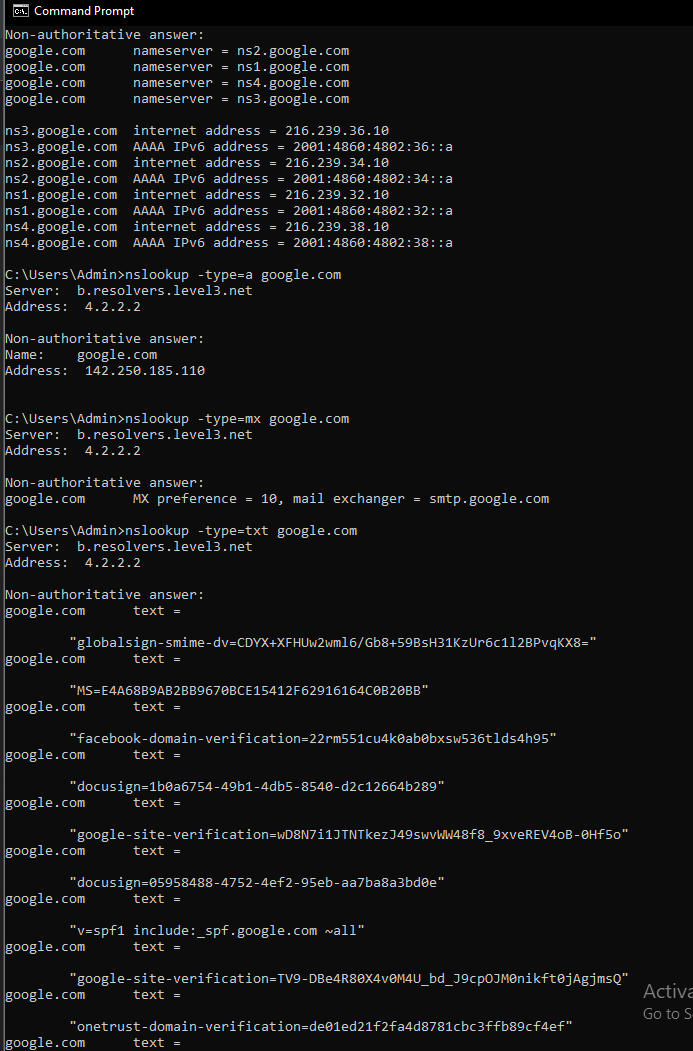 Command Prompt
Non-authoritative answer:
google.com      nameserver = ns2.google.com
google.com      nameserver = ns1.google.com
google.com      nameserver = ns4.google.com
google.com      nameserver = ns3.google.com

ns3.google.com  internet address = 216.239.36.10
ns3.google.com  AAAA IPv6 address = 2001:4860:4802:36::a
ns2.google.com  internet address = 216.239.34.10
ns2.google.com  AAAA IPv6 address = 2001:4860:4802:34::a
ns1.google.com  internet address = 216.239.32.10
ns1.google.com  AAAA IPv6 address = 2001:4860:4802:32::a
ns4.google.com  internet address = 216.239.38.10
ns4.google.com  AAAA IPv6 address = 2001:4860:4802:38::a

C:\Users\Admin>nslookup -type=a google.com
Server:  b.resolvers.level3.net
Address:  4.2.2.2

Non-authoritative answer:
Name:    google.com
Address:  142.250.185.110

C:\Users\Admin>nslookup -type=mx google.com
Server:  b.resolvers.level3.net
Address:  4.2.2.2

Non-authoritative answer:
google.com      MX preference = 10, mail exchanger = smtp.google.com

C:\Users\Admin>nslookup -type=txt google.com
Server:  b.resolvers.level3.net
Address:  4.2.2.2

Non-authoritative answer:
google.com      text =

        "globalsign-smime-dv=CDYX+XFHUw2wml6/Gb8+59BsH31KzUr6c1l2BPvqKX8="
google.com      text =

        "MS=E4A68B9AB2BB9670BCE15412F62916164C0B20BB"
google.com      text =

        "facebook-domain-verification=22rm551cu4k0ab0bxsw536tlds4h95"
google.com      text =

        "docusign=1b0a6754-49b1-4db5-8540-d2c12664b289"
google.com      text =

        "google-site-verification=wD8N7i1JTNTkezJ49swvWW48f8_9xveREV4oB-0Hf5o"
google.com      text =

        "docusign=05958488-4752-4ef2-95eb-aa7ba8a3bd0e"
google.com      text =

        "v=spf1 include:_spf.google.com ~all"
google.com      text =

        "google-site-verification=TV9-DBe4R80X4v0M4U_bd_J9cpOJM0nikft0jAgjmsQ"
google.com      text =

        "onetrust-domain-verification=de01ed21f2fa4d8781cbc3ffb89cf4ef"
google.com      text =
Activa
Go to S